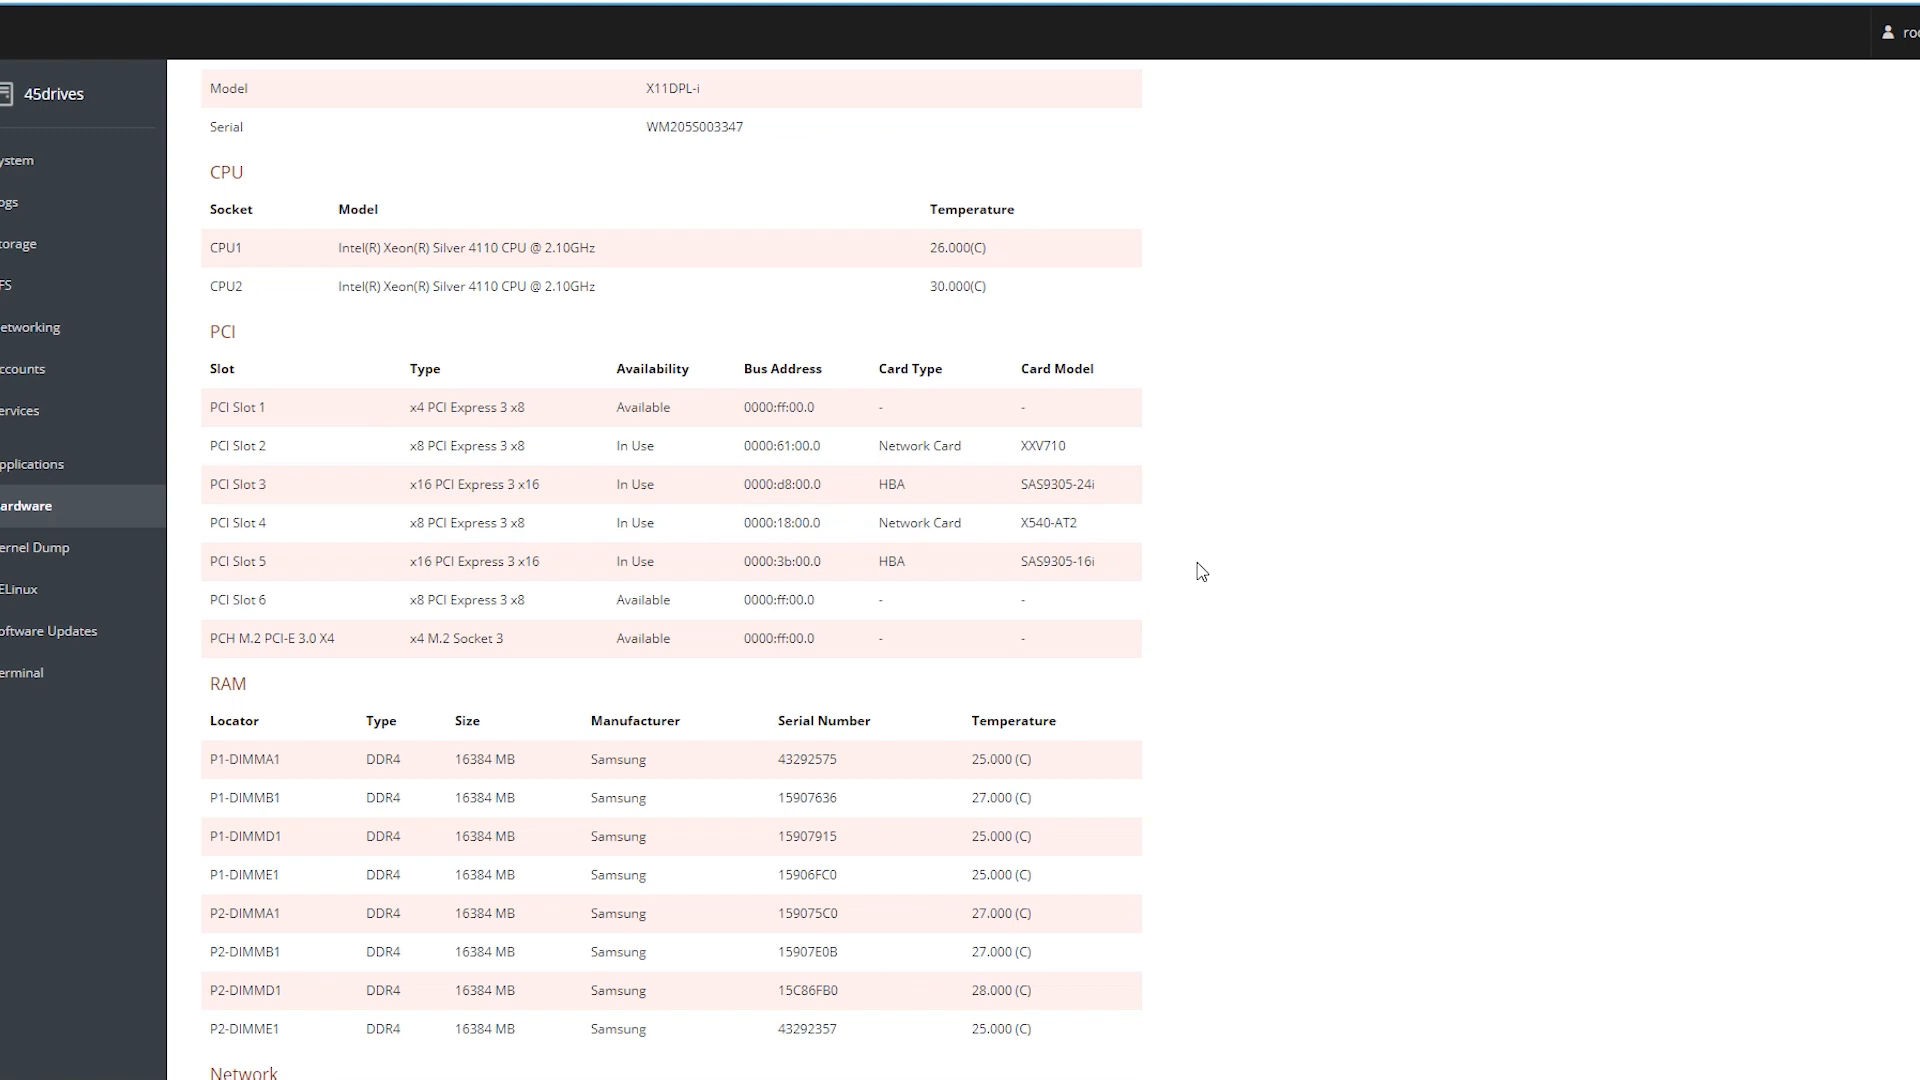 roo
45drives
ystem
ogs
torage
FS
etworking
ccounts
ervices
pplications
ardware
ernel Dump
ELinux
oftware Updates
erminal
Model X11DPL-i
Serial WM205S003347
CPU
Socket Model Temperature
CPU1 Intel(R) Xeon(R) Silver 4110 CPU @ 2.10GHz 26.000(C)
CPU2 Intel(R) Xeon(R) Silver 4110 CPU @ 2.10GHz 30.000(C)
PCI
Slot Type Availability Bus Address Card Type Card Model
PCI Slot 1 x4 PCI Express 3 x8 Available 0000:ff:00.0 - -
PCI Slot 2 x8 PCI Express 3 x8 In Use 0000:61:00.0 Network Card XXV710
PCI Slot 3 x16 PCI Express 3 x16 In Use 0000:d8:00.0 HBA SAS9305-24i
PCI Slot 4 x8 PCI Express 3 x8 In Use 0000:18:00.0 Network Card X540-AT2
PCI Slot 5 x16 PCI Express 3 x16 In Use 0000:3b:00.0 HBA SAS9305-16i
PCI Slot 6 x8 PCI Express 3 x8 Available 0000:ff:00.0 - -
PCH M.2 PCI-E 3.0 X4 x4 M.2 Socket 3 Available 0000:ff:00.0 - -
RAM
Locator Type Size Manufacturer Serial Number Temperature
P1-DIMMA1 DDR4 16384 MB Samsung 43292575 25.000 (C)
P1-DIMMB1 DDR4 16384 MB Samsung 15907636 27.000 (C)
P1-DIMMD1 DDR4 16384 MB Samsung 15907915 25.000 (C)
P1-DIMME1 DDR4 16384 MB Samsung 15906FC0 25.000 (C)
P2-DIMMA1 DDR4 16384 MB Samsung 159075C0 27.000 (C)
P2-DIMMB1 DDR4 16384 MB Samsung 15907E0B 27.000 (C)
P2-DIMMD1 DDR4 16384 MB Samsung 15C86FB0 28.000 (C)
P2-DIMME1 DDR4 16384 MB Samsung 43292357 25.000 (C)
Network